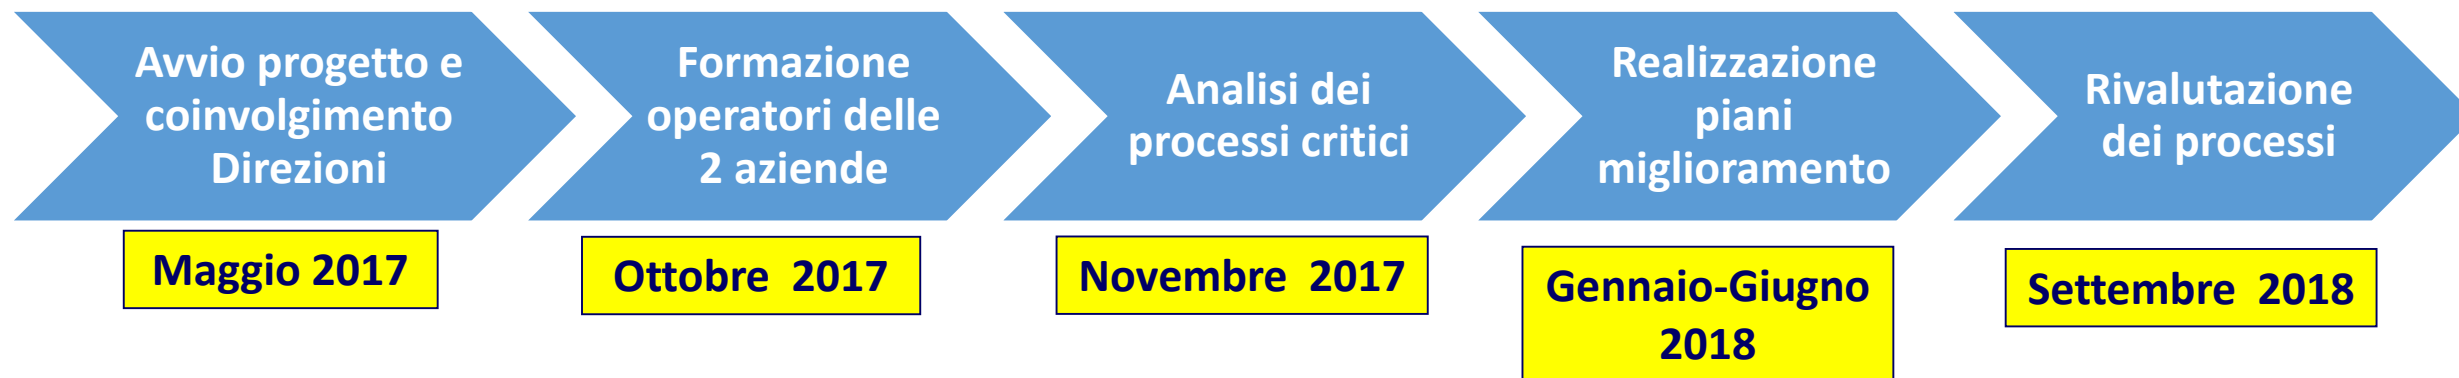 Avvio progetto e
coinvolgimento
Direzioni
Formazione
operatori delle
2 aziende
Analisi dei
processi critici
Realizzazione
piani
miglioramento
Rivalutazione
dei processi
Maggio 2017
Ottobre 2017
Novembre 2017
Gennaio-Giugno
2018
Settembre 2018